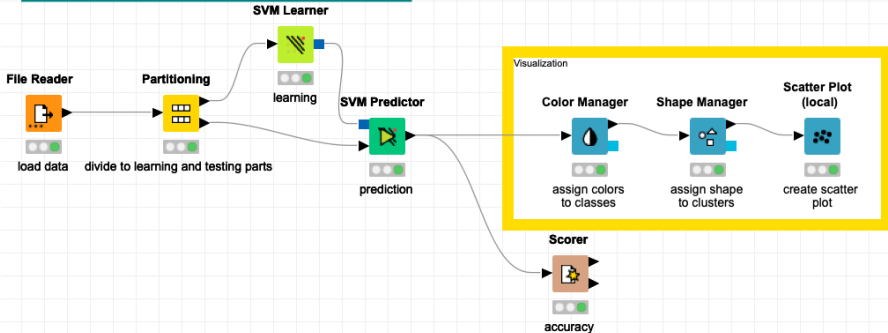 SVM Learner
File Reader
Partitioning
learning
SVM Predictor
load data
divide to learning and testing parts
prediction
Visualization
Color Manager
Shape Manager
Scatter Plot
(local)
assign colors
to classes
assign shape
to clusters
create scatter
plot
Scorer
accuracy